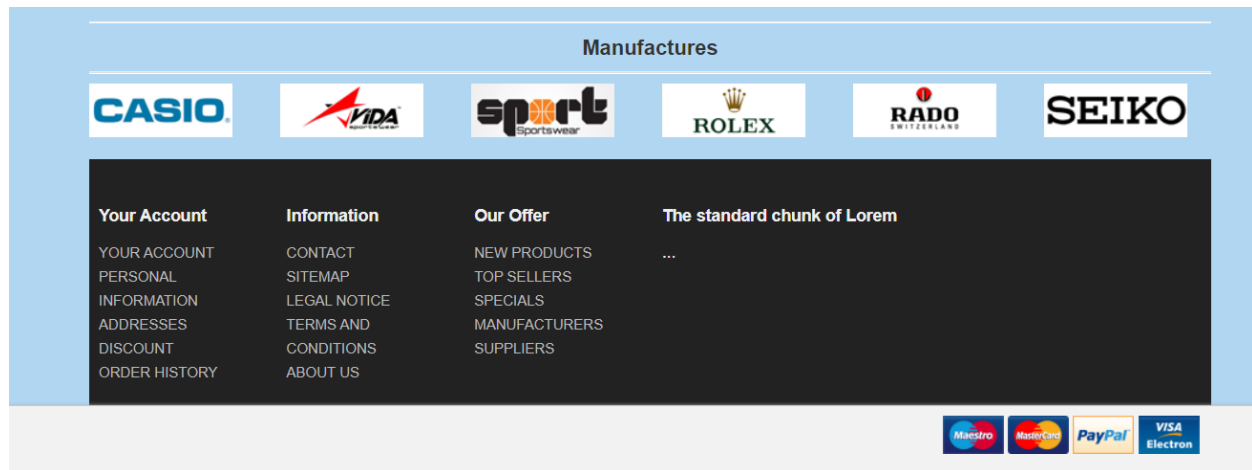 Manufactures
CASIO.
VIDA
sportswear
sport
Sportswear
ROLEX
RADO
SWITZERLAND
SEIKO
Your Account
YOUR ACCOUNT
PERSONAL
INFORMATION
ADDRESSES
DISCOUNT
ORDER HISTORY
Information
CONTACT
SITEMAP
LEGAL NOTICE
TERMS AND
CONDITIONS
ABOUT US
Our Offer
NEW PRODUCTS
TOP SELLERS
SPECIALS
MANUFACTURERS
SUPPLIERS
The standard chunk of Lorem
...
Maestro
MasterCard
PayPal
VISA
Electron